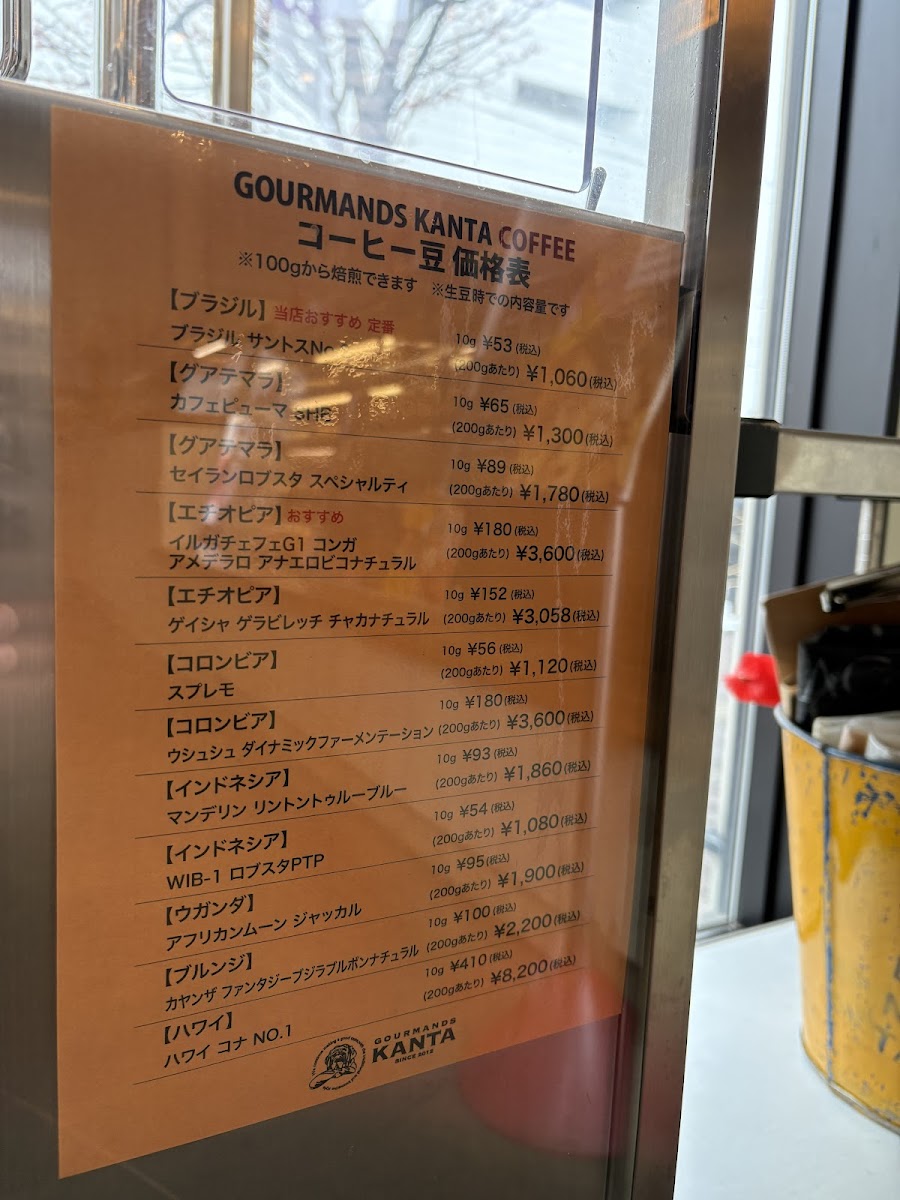 GOURMANDS KANTA COFFEE
コーヒー豆 価格表
※100gから焙煎できます ※生豆時での内容量です
【ブラジル】当店おすすめ 定番
ブラジル サントスNo
10g ¥53 (税込)
(200gあたり) ¥1,060(税込)
【グアテマラ】
カフェピューマ SHB
10g ¥65 (税込)
(200gあたり) ¥1,300(税込)
【グアテマラ】
セイランロブスタ スペシャルティ
10g ¥89 (税込)
(200gあたり) ¥1,780(税込)
【エチオピア】おすすめ
イルガチェフェG1 コンガ
アメデラロ アナエロビコナチュラル
10g ¥180 (税込)
(200gあたり) ¥3,600(税込)
【エチオピア】
ゲイシャ ゲラビレッチ チャカナチュラル
10g ¥152 (税込)
(200gあたり) ¥3,058(税込)
【コロンビア】
スプレモ
10g ¥56 (税込)
(200gあたり) ¥1,120(税込)
【コロンビア】
ウシュシュ ダイナミックファーメンテーション
10g ¥180(税込)
(200gあたり) ¥3,600(税込)
【インドネシア】
マンデリン リントントゥルーブルー
10g ¥93 (税込)
(200gあたり) ¥1,860(税込)
【インドネシア】
WIB-1 ロブスタPTP
10g ¥54 (税込)
(200gあたり) ¥1,080(税込)
【ウガンダ】
アフリカンムーン ジャッカル
10g ¥95(税込)
(200gあたり) ¥1,900(税込)
【ブルンジ】
カヤンザ ファンタジーブジラブルボンナチュラル
10g ¥100 (税込)
(200gあたり) ¥2,200(税込)
【ハワイ】
ハワイ コナ NO.1
10g ¥410 (税込)
(200gあたり) ¥8,200(税込)
GOURMANDS
KANTA
SINCE 2012